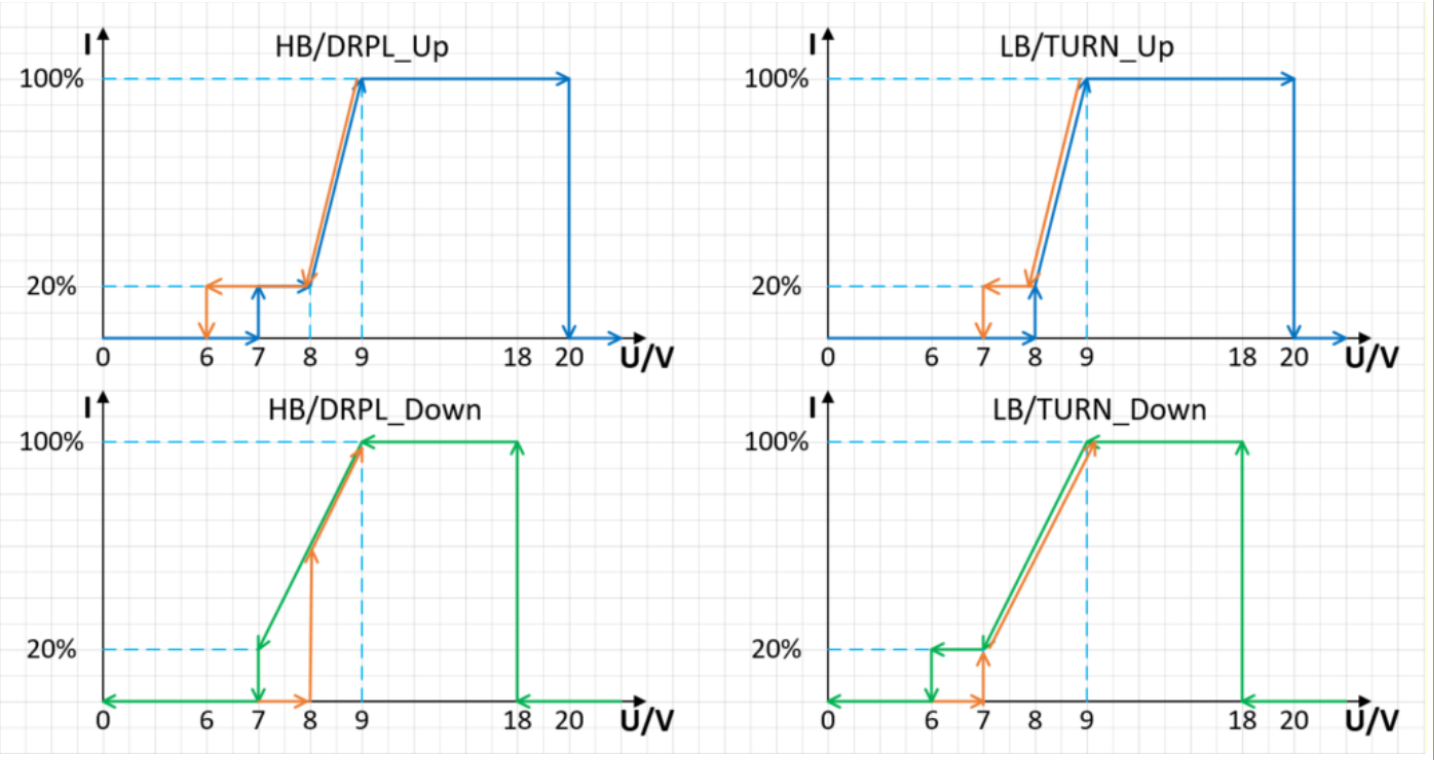 HB/DRPL_Up
I
100%
20%
0 6 7 8 9 18 20 U/V
LB/TURN_Up
I
100%
20%
0 6 7 8 9 18 20 U/V
HB/DRPL_Down
I
100%
20%
0 6 7 8 9 18 20 U/V
LB/TURN_Down
I
100%
20%
0 6 7 8 9 18 20 U/V